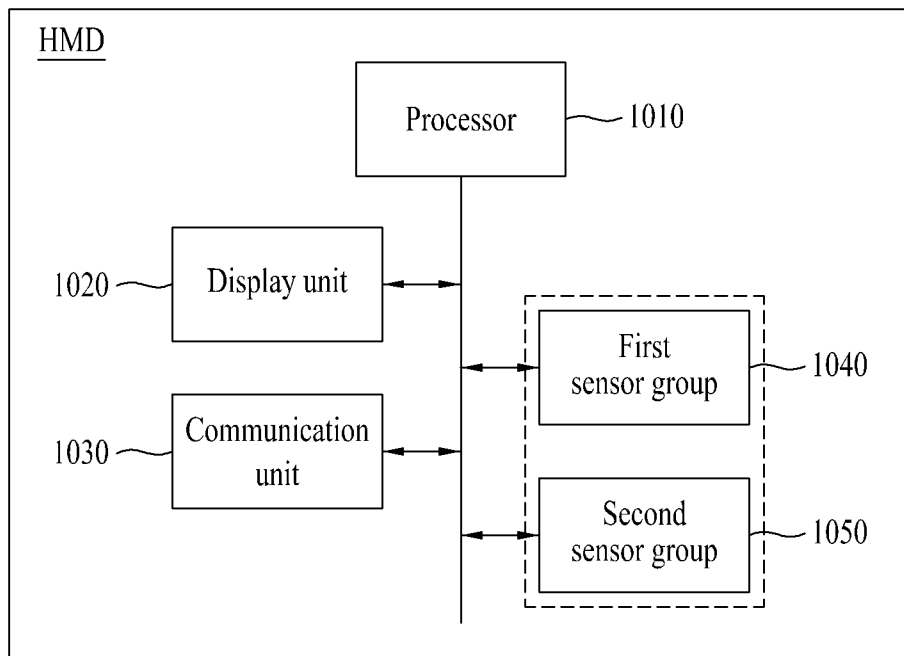 HMD
Processor
1010
Display unit
1020
First
sensor group
1040
Communication
unit
1030
Second
sensor group
1050